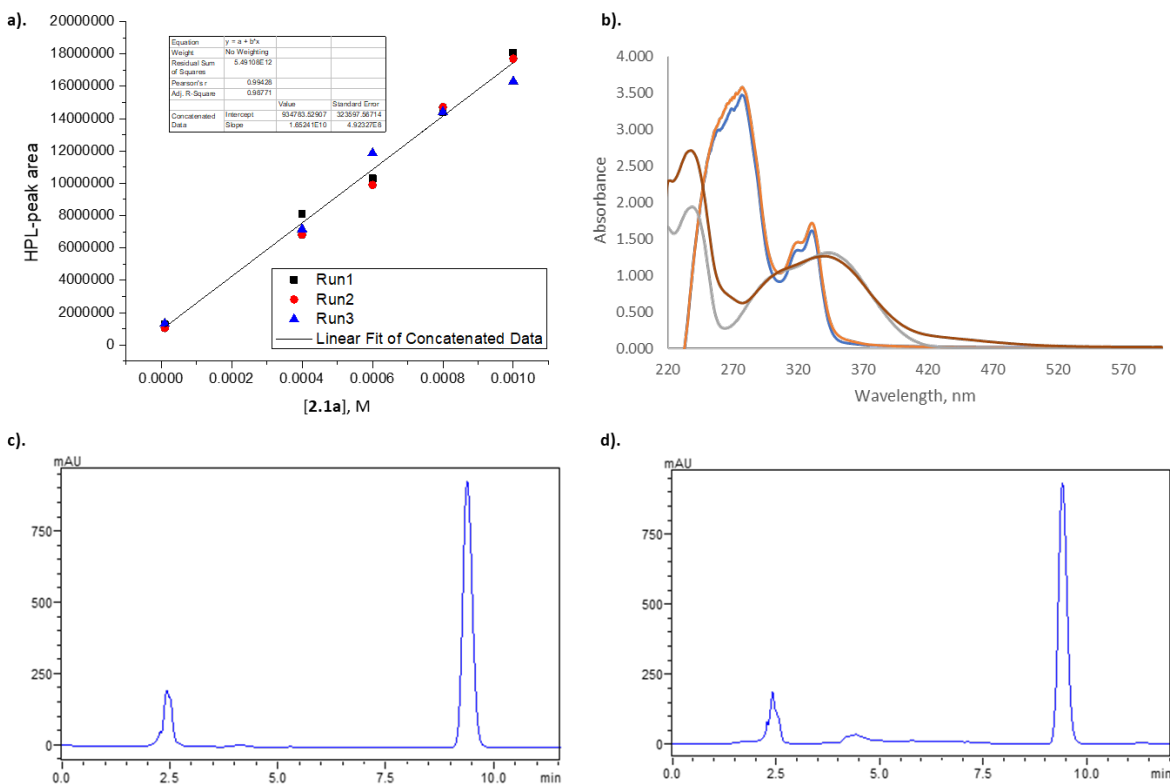 a).
20000000
18000000
16000000
14000000
12000000
10000000
8000000
6000000
4000000
2000000
0
HPL-peak area
Equation y = a + b*x
Weight No Weighting
Residual Sum of Squares 5.49108E12
Pearson's r 0.99428
Adj. R-Square 0.98771
Value Standard Error
Concatenated Data Intercept 934783.52907 323597.58714
Slope 1.65241E10 4.92327E8
Run1
Run2
Run3
Linear Fit of Concatenated Data
0.0000 0.0002 0.0004 0.0006 0.0008 0.0010
[2.1a], M
b).
4.000
3.500
3.000
2.500
2.000
1.500
1.000
0.500
0.000
Absorbance
220 270 320 370 420 470 520 570
Wavelength, nm
c).
mAU
750
500
250
0
0.0 2.5 5.0 7.5 10.0 min
d).
mAU
750
500
250
0
0.0 2.5 5.0 7.5 10.0 min